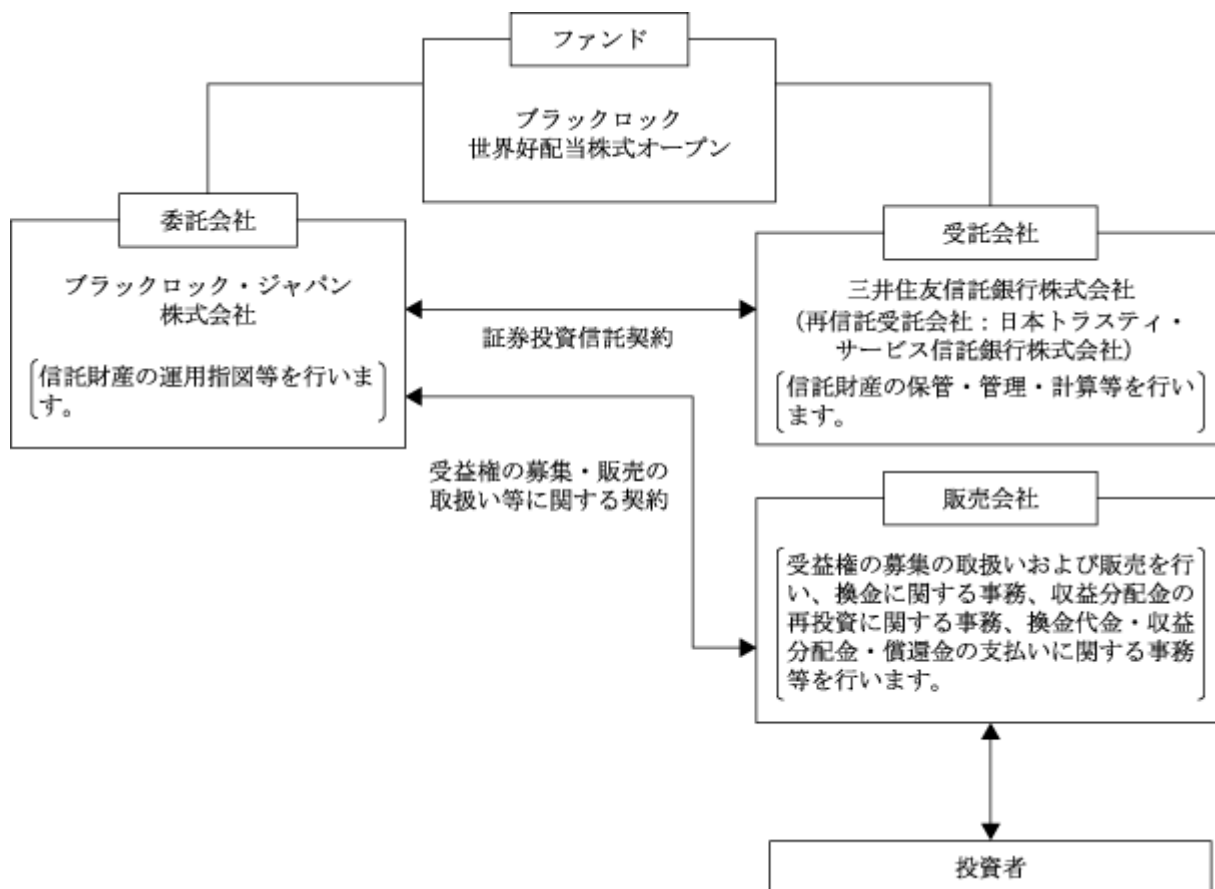 ファンド
ブラックロック
世界好配当株式オープン
委託会社
ブラックロック・ジャパン
株式会社
信託財産の運用指図等を行いま
す。
証券投資信託契約
受託会社
三井住友信託銀行株式会社
（再信託受託会社：日本トラスティ・
サービス信託銀行株式会社）
信託財産の保管・管理・計算等を行い
ます。
受益権の募集・販売の
取扱い等に関する契約
販売会社
受益権の募集の取扱いおよび販売を行
い、換金に関する事務、収益分配金の
再投資に関する事務、換金代金・収益
分配金・償還金の支払いに関する事務
等を行います。
投資者